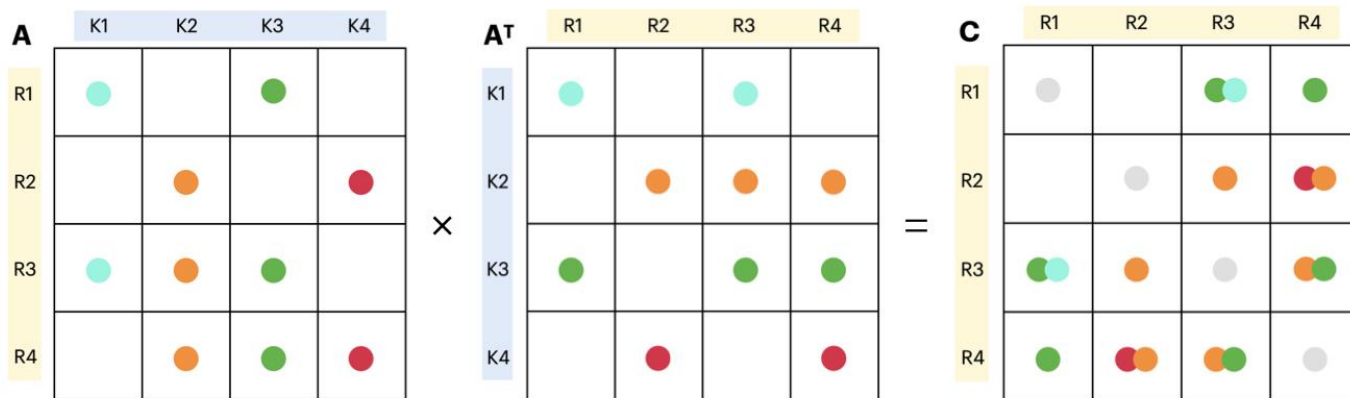 A K1 K2 K3 K4
Aᵀ R1 R2 R3 R4
C R1 R2 R3 R4
R1 K1 R1
R2 K2 R2
× =
R3 K3 R3
R4 K4 R4